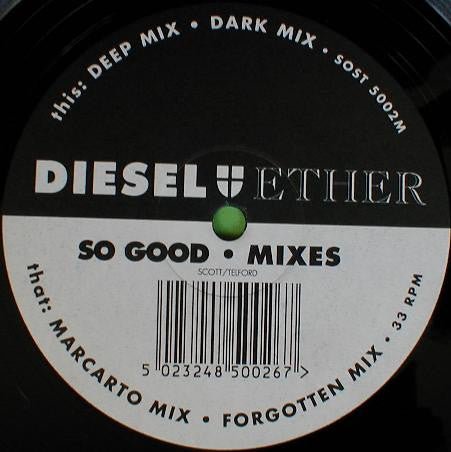 this: DEEP MIX • DARK MIX • SOST 5002M
DIESEL ETHER
SO GOOD • MIXES
SCOTT/TELFORD
5 023248 500267 >
that: MARCARTO MIX • FORGOTTEN MIX • 33 RPM